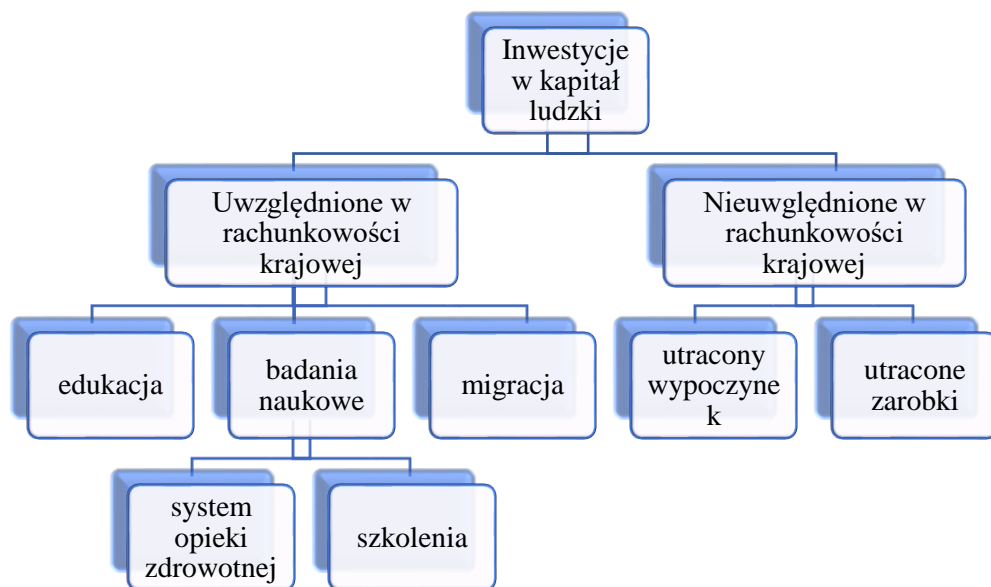 Inwestycje
w kapitał
ludzki
Uwzględnione w
rachunkowości
krajowej
Nieuwględnione w
rachunkowości
krajowej
edukacja
badania
naukowe
migracja
utracony
wypoczyne
k
utracone
zarobki
system
opieki
zdrowotnej
szkolenia